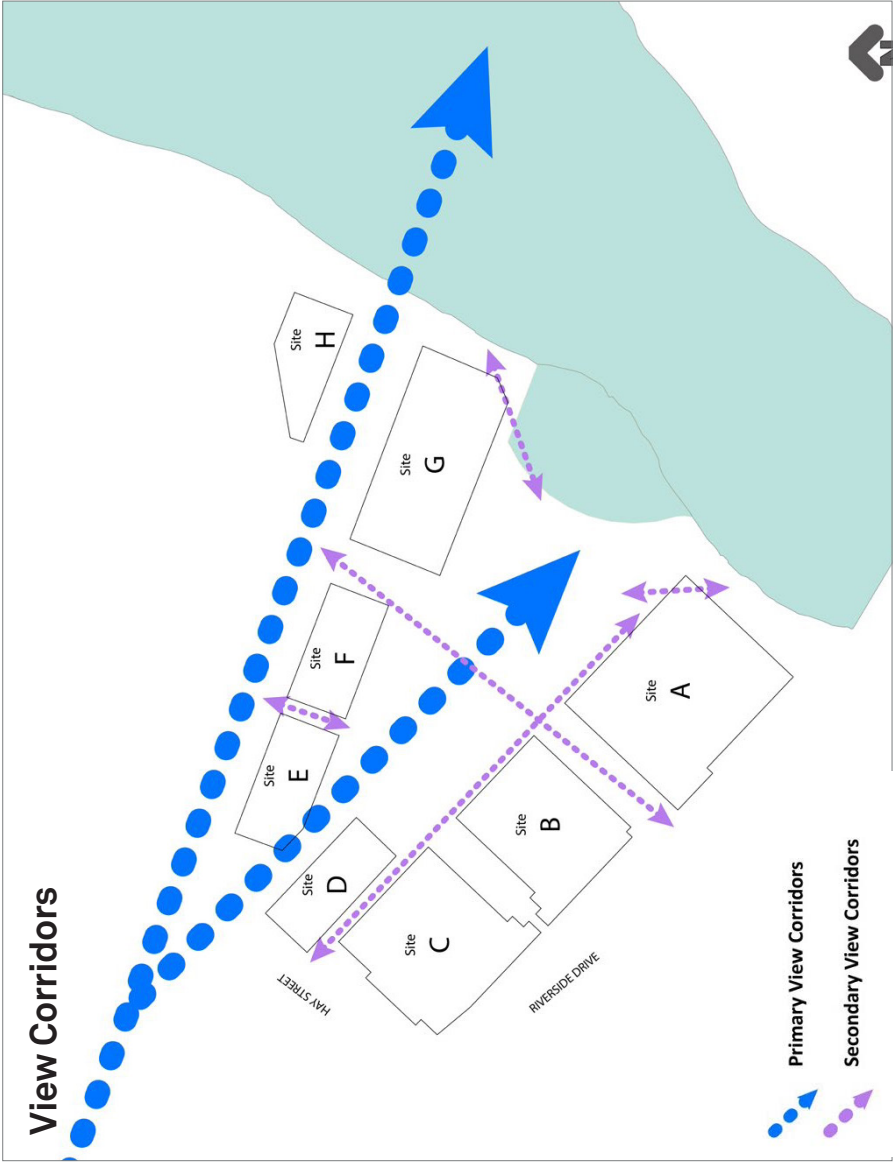 View Corridors
Site
H
Site
G
Site
F
Site
E
Site
D
Site
C
Site
B
Site
A
HAY STREET
RIVERSIDE DRIVE
Primary View Corridors
Secondary View Corridors